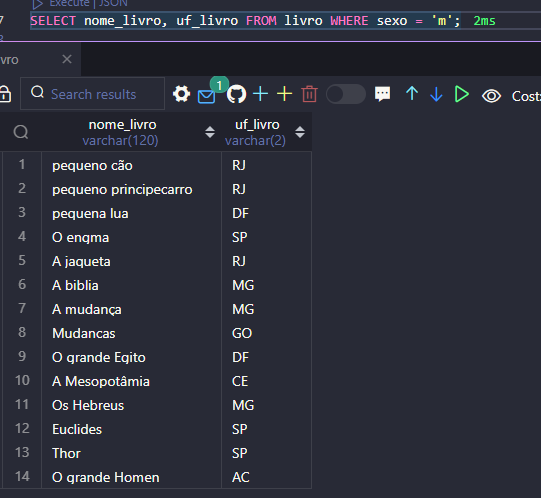 Execute | JSON
7 SELECT nome_livro, uf_livro FROM livro WHERE sexo = 'm'; 2ms
vro
Search results 1 Cost:
nome_livro uf_livro
varchar(120) varchar(2)
1 pequeno cão RJ
2 pequeno principecarro RJ
3 pequena lua DF
4 O engma SP
5 A jaqueta RJ
6 A biblia MG
7 A mudança MG
8 Mudancas GO
9 O grande Egito DF
10 A Mesopotâmia CE
11 Os Hebreus MG
12 Euclides SP
13 Thor SP
14 O grande Homen AC